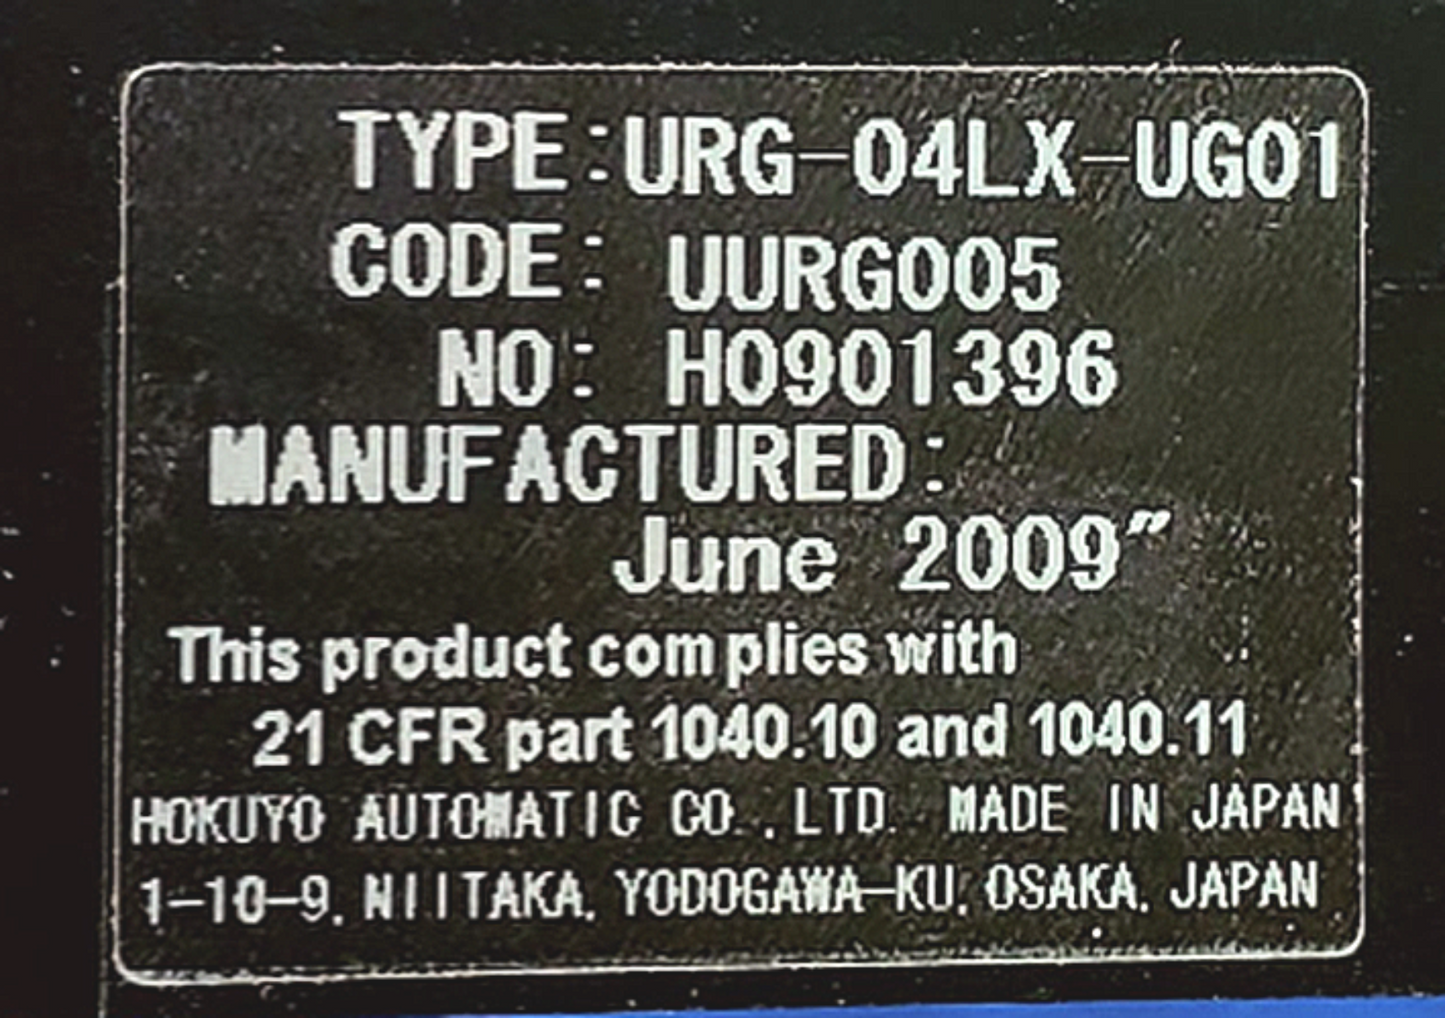 TYPE:URG-04LX-UG01
CODE: UURG005
NO: H0901396
MANUFACTURED:
June 2009"
This product complies with
21 CFR part 1040.10 and 1040.11
HOKUYO AUTOMATIC CO.,LTD. MADE IN JAPAN
1-10-9, NIITAKA, YODOGAWA-KU, OSAKA, JAPAN